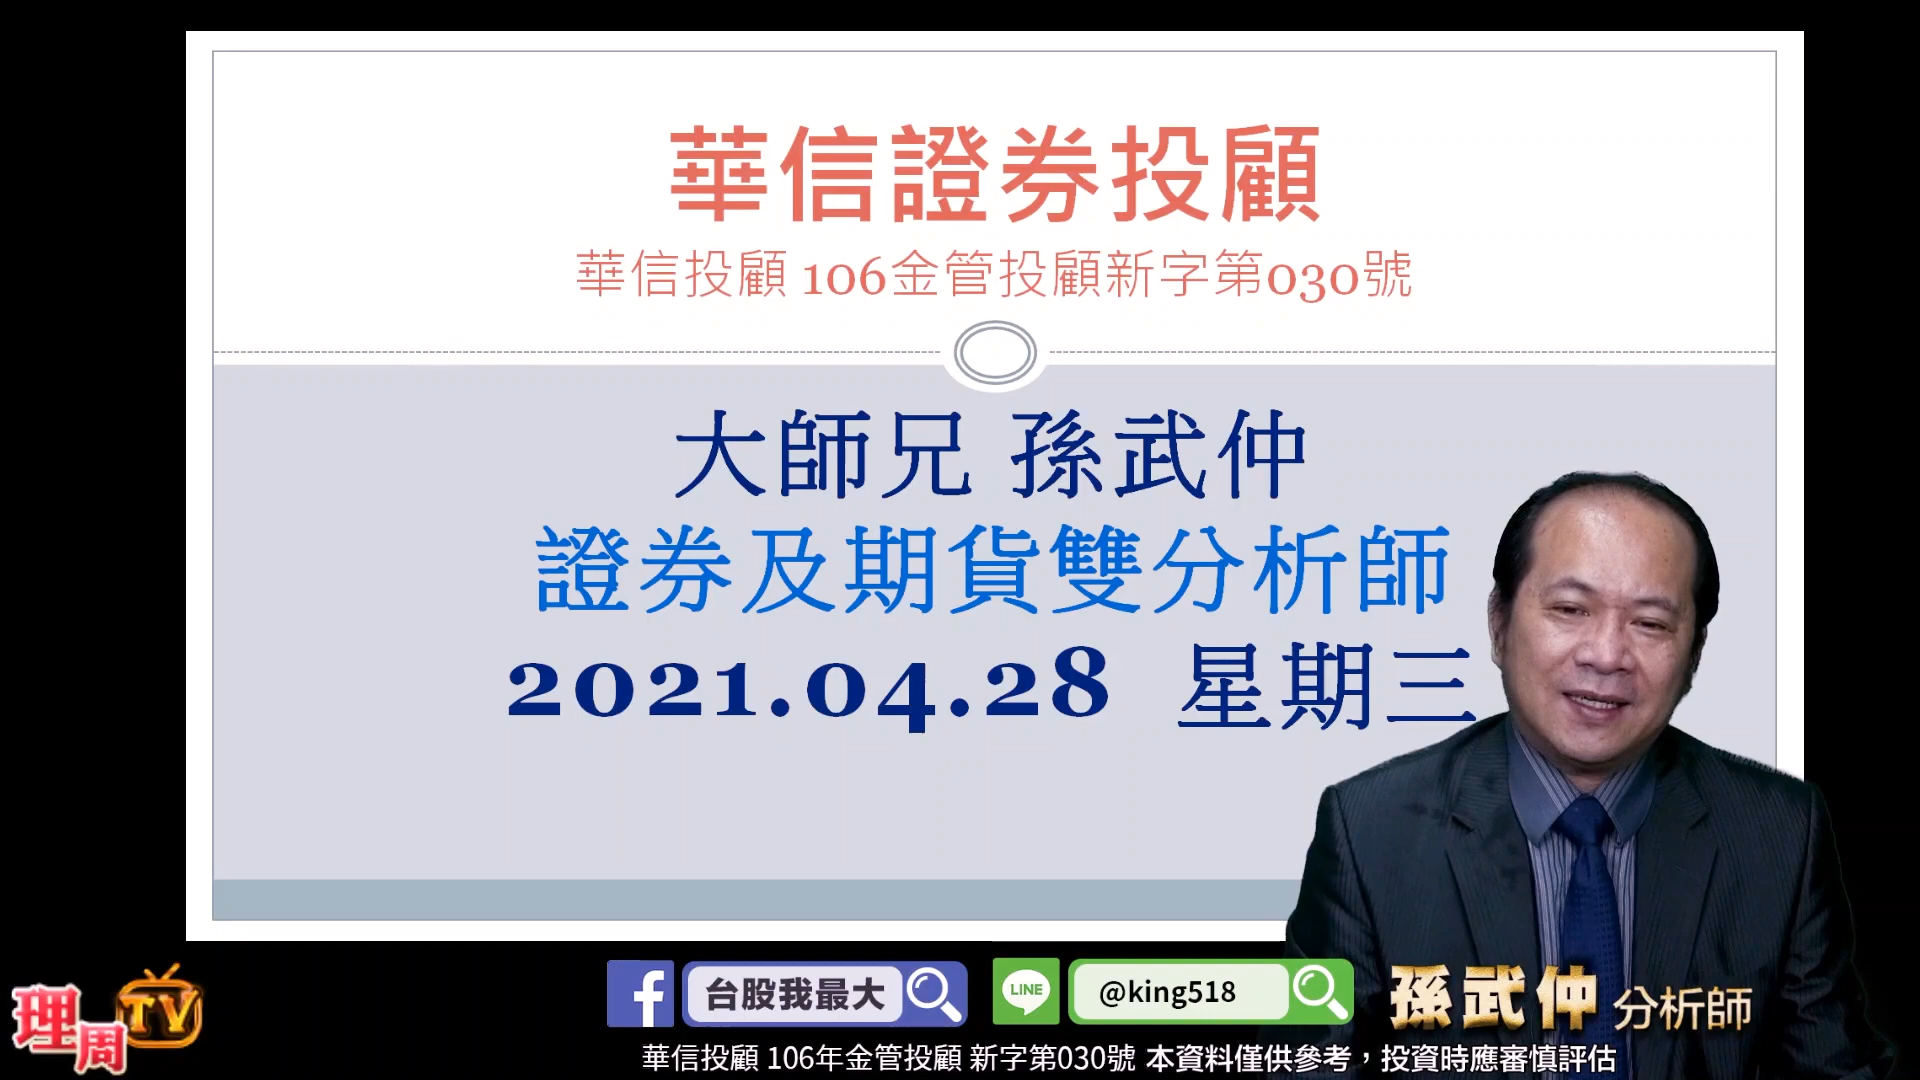 華信證券投顧
華信投顧 106金管投顧新字第030號
大師兄 孫武仲
證券及期貨雙分析師
2021.04.28 星期三
理周TV
台股我最大
LINE
@king518
孫武仲 分析師
華信投顧 106年金管投顧 新字第030號 本資料僅供參考，投資時應審慎評估